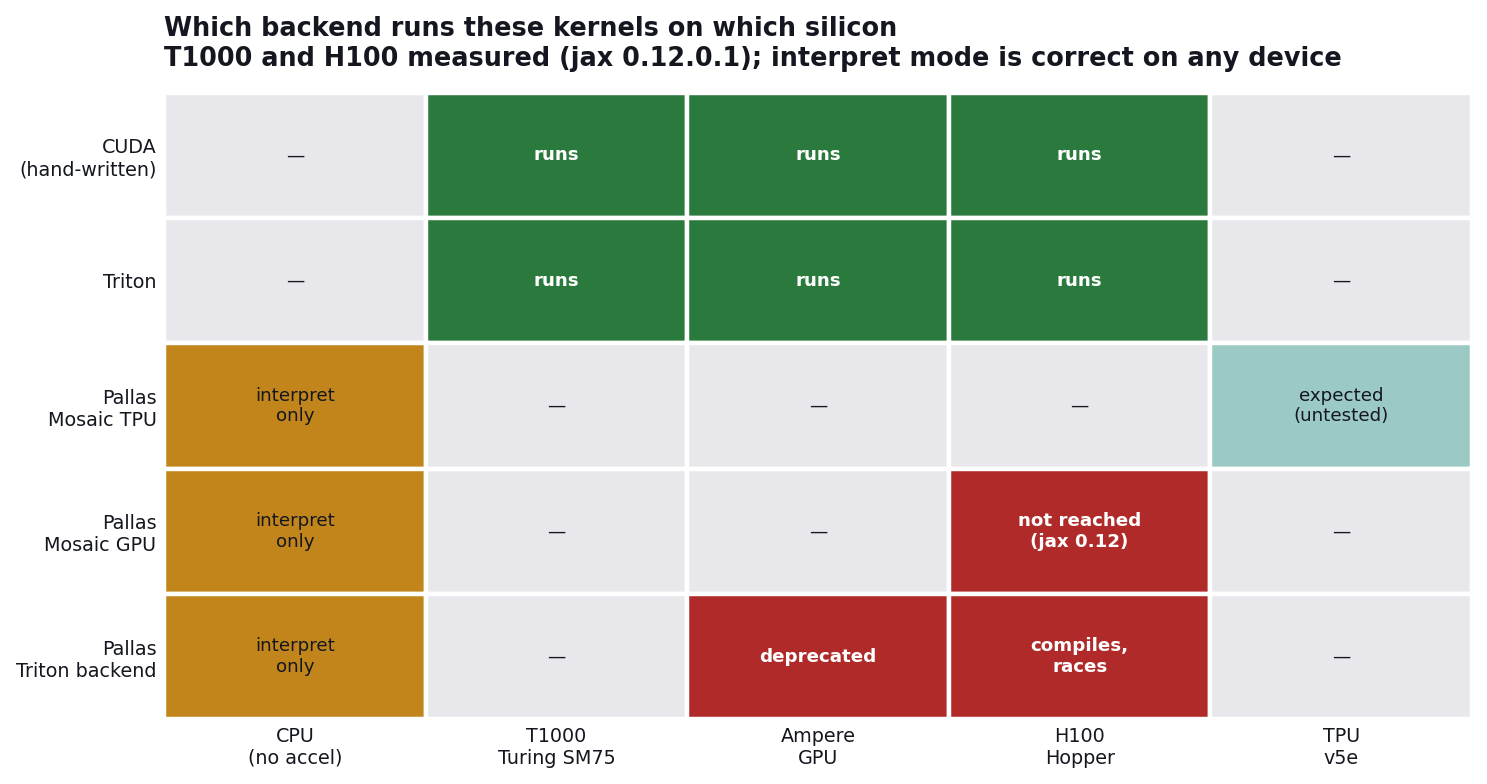 Which backend runs these kernels on which silicon
T1000 and H100 measured (jax 0.12.0.1); interpret mode is correct on any device
CUDA
(hand-written)
—
runs
runs
runs
—
Triton
—
runs
runs
runs
—
Pallas
Mosaic TPU
interpret
only
—
—
—
expected
(untested)
Pallas
Mosaic GPU
interpret
only
—
—
not reached
(jax 0.12)
—
Pallas
Triton backend
interpret
only
—
deprecated
compiles,
races
—
CPU
(no accel)
T1000
Turing SM75
Ampere
GPU
H100
Hopper
TPU
v5e